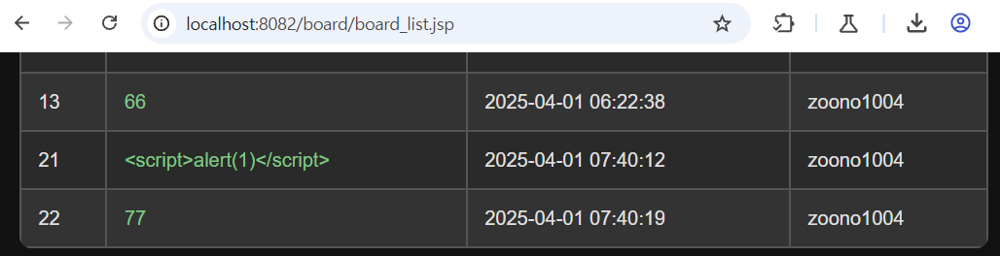 localhost:8082/board/board_list.jsp
13 66 2025-04-01 06:22:38 zoono1004
21 <script>alert(1)</script> 2025-04-01 07:40:12 zoono1004
22 77 2025-04-01 07:40:19 zoono1004